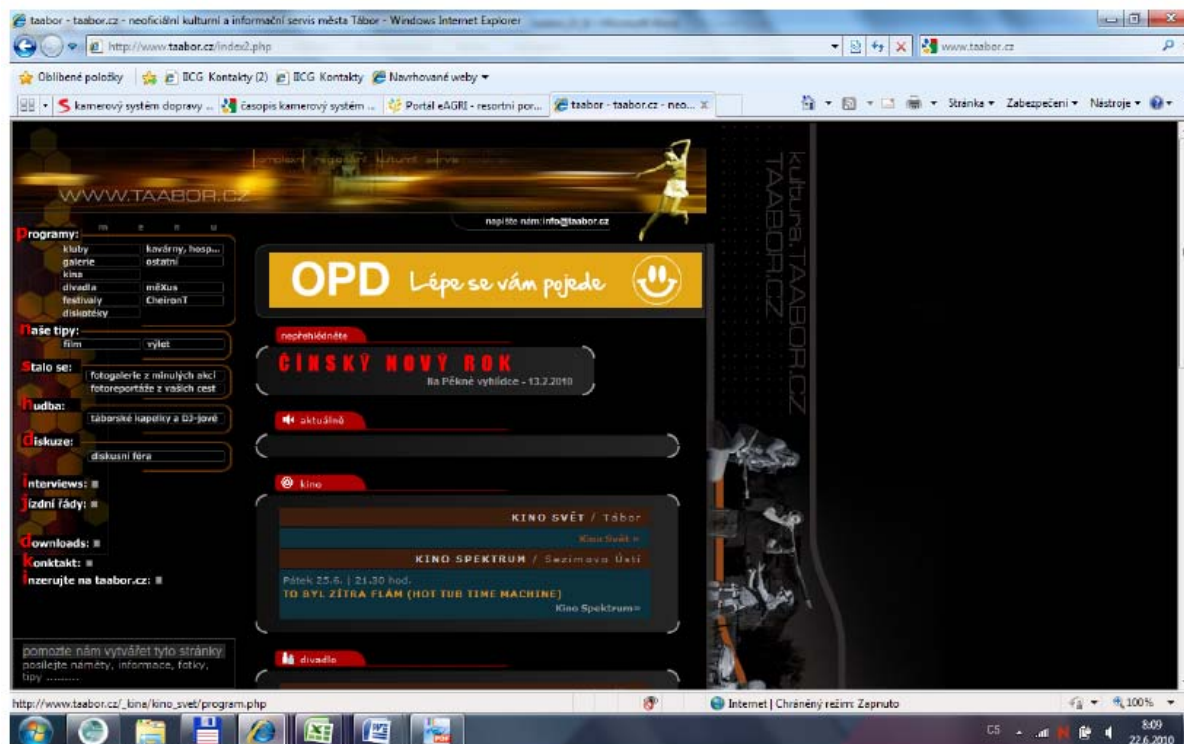 taabor - taabor.cz - neoficiální kulturní a informační servis města Tábor - Windows Internet Explorer
http://www.taabor.cz/index2.php
www.taabor.cz
Oblíbené položky
IICG Kontakty (2)
IICG Kontakty
Navrhované weby
kamerový systém dopravy ...
časopis kamerový systém ...
Portál eAGRI - resortní por...
taabor - taabor.cz - neo...
Stránka
Zabezpečení
Nástroje
kulturní servis
WWW.TAABOR.CZ
napište nám:info@taabor.cz
kultura.TAABOR.CZ
TAABOR.CZ
menu
Programy:
kluby
kavárny, hosp...
galerie
ostatní
kina
divadla
měXus
festivaly
CheironT
diskotéky
naše tipy:
film
výlet
Stalo se:
fotogalerie z minulých akcí
fotoreportáže z vašich cest
hudba:
táborské kapelky a DJ-jové
diskuze:
diskusní fóra
interviews:
jízdní řády:
downloads:
Konktakt:
inzerujte na taabor.cz:
pomozte nám vytvářet tyto stránky
posílejte náměty, informace, fotky,
tipy .........
OPD Lépe se vám pojede
nepřehlédněte
ČÍNSKÝ NOVÝ ROK
Na Pěkné vyhlídce - 13.2.2010
aktuálně
kino
KINO SVĚT / Tábor
Kino Svět »
KINO SPEKTRUM / Sezimovo Ústí
Pátek 25.6. | 21.30 hod.
TO BYL ZÍTRA FLÁM (HOT TUB TIME MACHINE)
Kino Spektrum»
divadlo
http://www.taabor.cz/_kina/kino_svet/program.php
Internet | Chráněný režim: Zapnuto
100%
CS
8:09
22.6.2010